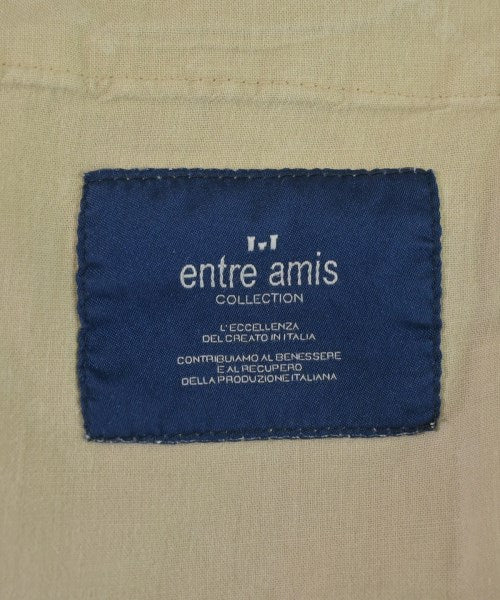 entre amis
COLLECTION
L'ECCELLENZA
DEL CREATO IN ITALIA
CONTRIBUIAMO AL BENESSERE
E AL RECUPERO
DELLA PRODUZIONE ITALIANA